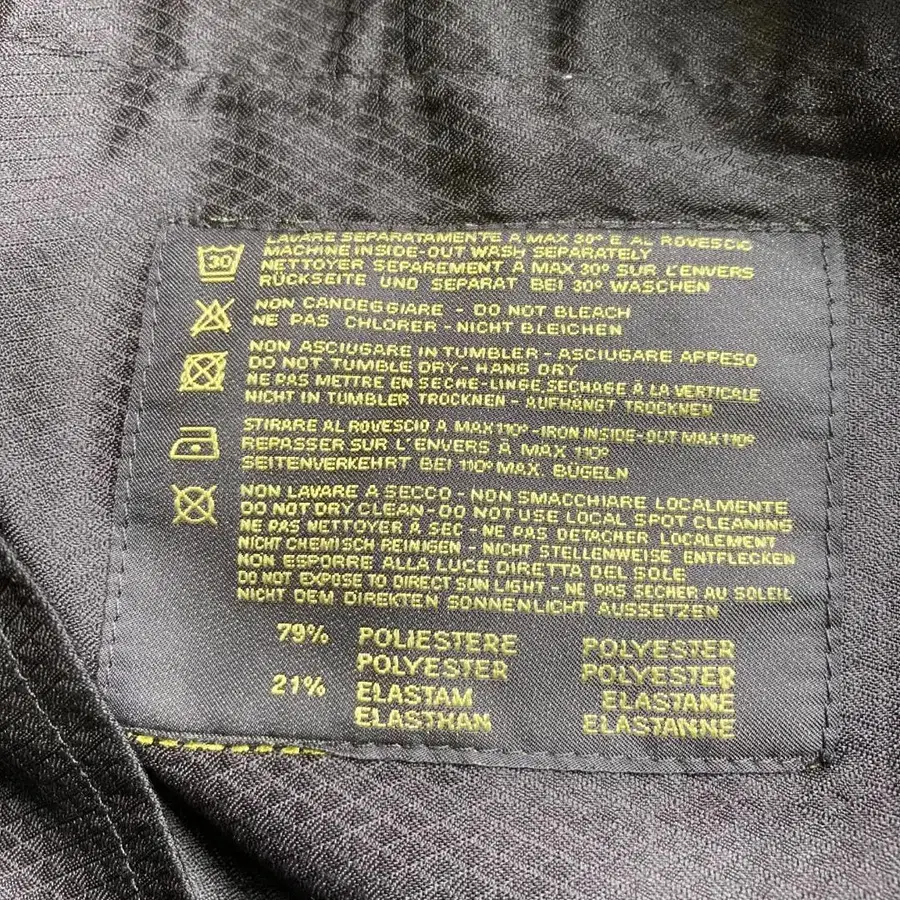 LAVARE SEPARATAMENTE A MAX 30° E AL ROVESCIO
MACHINE INSIDE-OUT WASH SEPARATELY
NETTOYER SEPAREMENT À MAX 30° SUR L'ENVERS
RÜCKSEITE UND SEPARAT BEI 30° WASCHEN
30
NON CANDEGGIARE - DO NOT BLEACH
NE PAS CHLORER - NICHT BLEICHEN
NON ASCIUGARE IN TUMBLER - ASCIUGARE APPESO
DO NOT TUMBLE DRY - HANG DRY
NE PAS METTRE EN SECHE-LINGE, SECHAGE À LA VERTICALE
NICHT IN TUMBLER TROCKNEN - AUFHÄNGT TROCKNEN
STIRARE AL ROVESCIO A MAX 110° - IRON INSIDE-OUT MAX 110°
REPASSER SUR L'ENVERS À MAX 110°
SEITENVERKEHRT BEI 110° MAX. BÜGELN
NON LAVARE A SECCO - NON SMACCHIARE LOCALMENTE
DO NOT DRY CLEAN - DO NOT USE LOCAL SPOT CLEANING
NE PAS NETTOYER À SEC - NE PAS DETACHER LOCALEMENT
NICHT CHEMISCH REINIGEN - NICHT STELLENWEISE ENTFLECKEN
NON ESPORRE ALLA LUCE DIRETTA DEL SOLE
DO NOT EXPOSE TO DIRECT SUN LIGHT - NE PAS SECHER AU SOLEIL
NICHT DEM DIREKTEN SONNENLICHT AUSSETZEN
79% POLIESTERE POLYESTER
POLYESTER POLYESTER
21% ELASTAM ELASTANE
ELASTHAN ELASTANNE